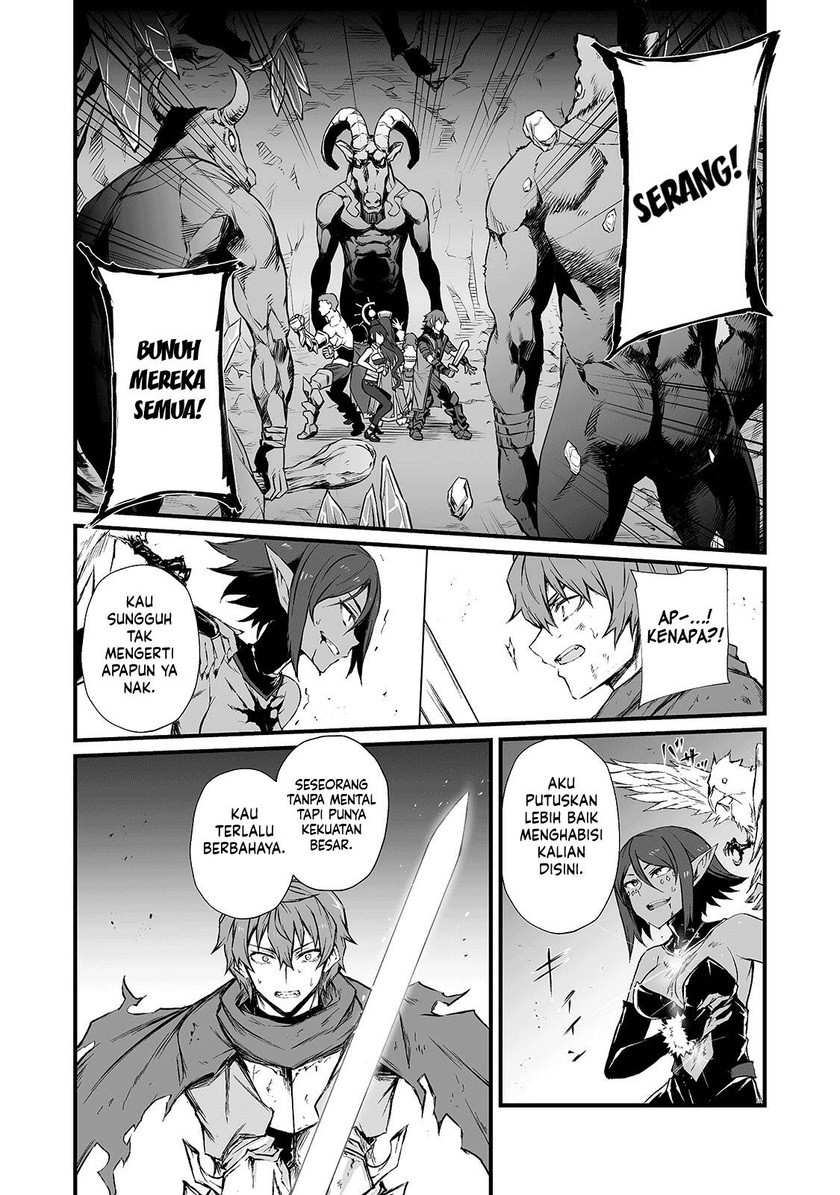 SERANG!
BUNUH
MEREKA
SEMUA!
AP-...!
KENAPA?!
KAU
SUNGGUH
TAK
MENGERTI
APAPUN YA
NAK.
AKU
PUTUSKAN
LEBIH BAIK
MENGHABISI
KALIAN
DISINI.
SESEORANG
TANPA MENTAL
TAPI PUNYA
KEKUATAN
BESAR.
KAU
TERLALU
BERBAHAYA.